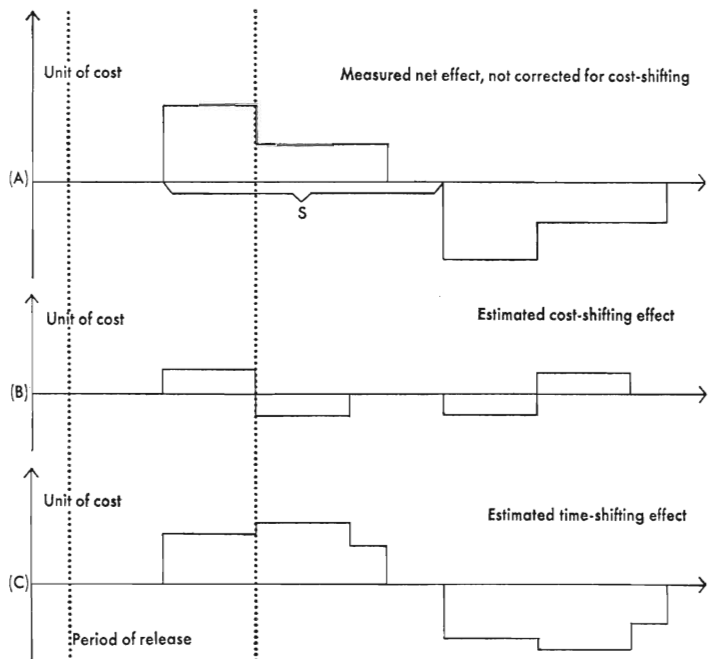 Unit of cost
Measured net effect, not corrected for cost-shifting
(A)
S
Unit of cost
Estimated cost-shifting effect
(B)
Unit of cost
Estimated time-shifting effect
(C)
Period of release